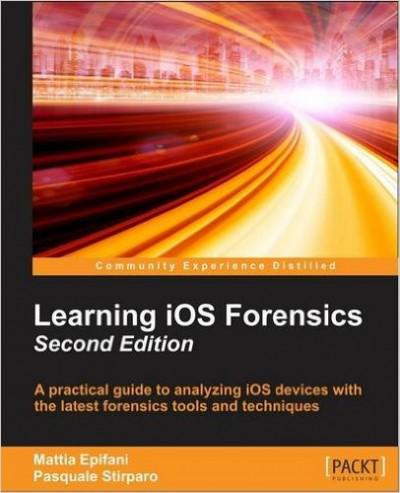 Community Experience Distilled
Learning iOS Forensics
Second Edition
A practical guide to analyzing iOS devices with
the latest forensics tools and techniques
Mattia Epifani
Pasquale Stirparo
[PACKT]
PUBLISHING